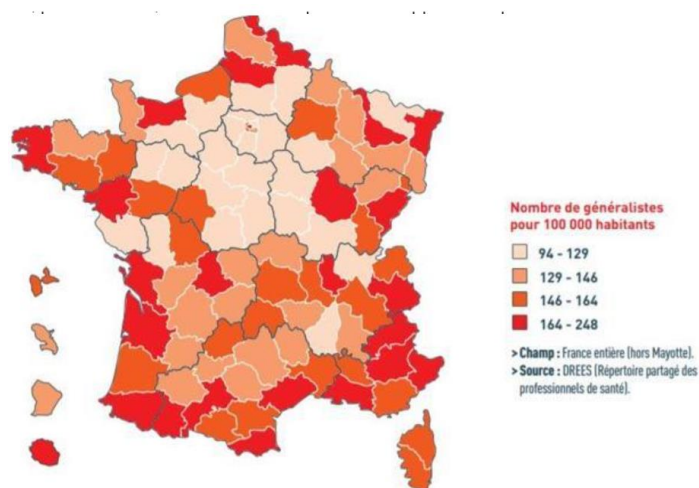 Nombre de généralistes
pour 100 000 habitants
94 - 129
129 - 146
146 - 164
164 - 248
> Champ : France entière (hors Mayotte).
> Source : DREES (Répertoire partagé des
professionnels de santé).